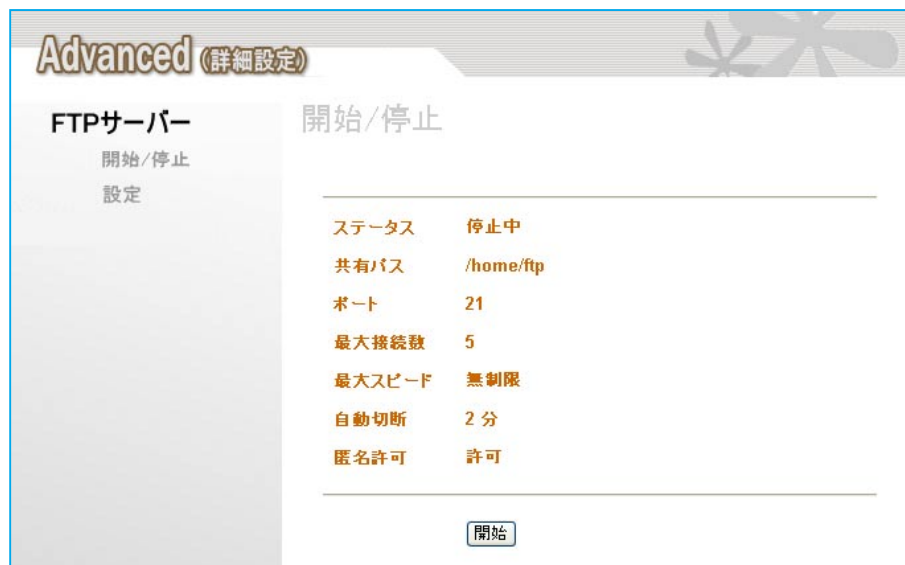 Advanced (詳細設定)
FTPサーバー
開始/停止
設定
開始/停止
ステータス 停止中
共有パス /home/ftp
ポート 21
最大接続数 5
最大スピード 無制限
自動切断 2 分
匿名許可 許可
開始